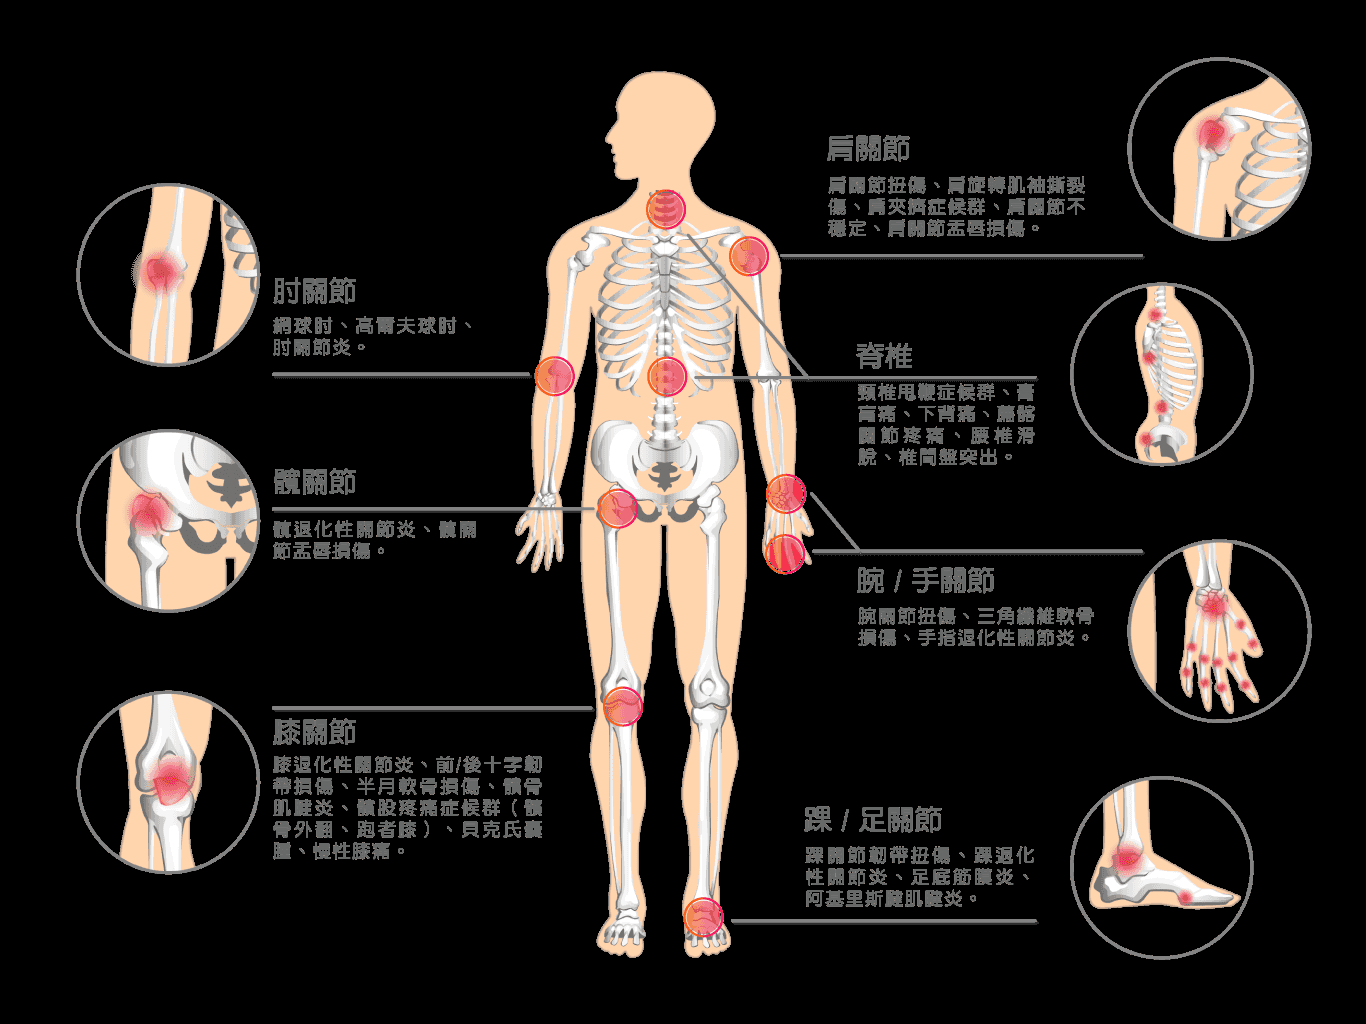 肘關節
網球肘、高爾夫球肘、
肘關節炎。
髖關節
髖退化性關節炎、髖關
節盂唇損傷。
膝關節
膝退化性關節炎、前/後十字韌
帶損傷、半月軟骨損傷、髕骨
肌腱炎、髕股疼痛症候群（髕
骨外翻、跑者膝）、貝克氏囊
腫、慢性膝痛。
肩關節
肩關節扭傷、肩旋轉肌袖撕裂
傷、肩夾擠症候群、肩關節不
穩定、肩關節盂唇損傷。
脊椎
頸椎甩鞭症候群、膏
肓痛、下背痛、薦髂
關節疼痛、腰椎滑
脫、椎間盤突出。
腕 / 手關節
腕關節扭傷、三角纖維軟骨
損傷、手指退化性關節炎。
踝 / 足關節
踝關節韌帶扭傷、踝退化
性關節炎、足底筋膜炎、
阿基里斯腱肌腱炎。